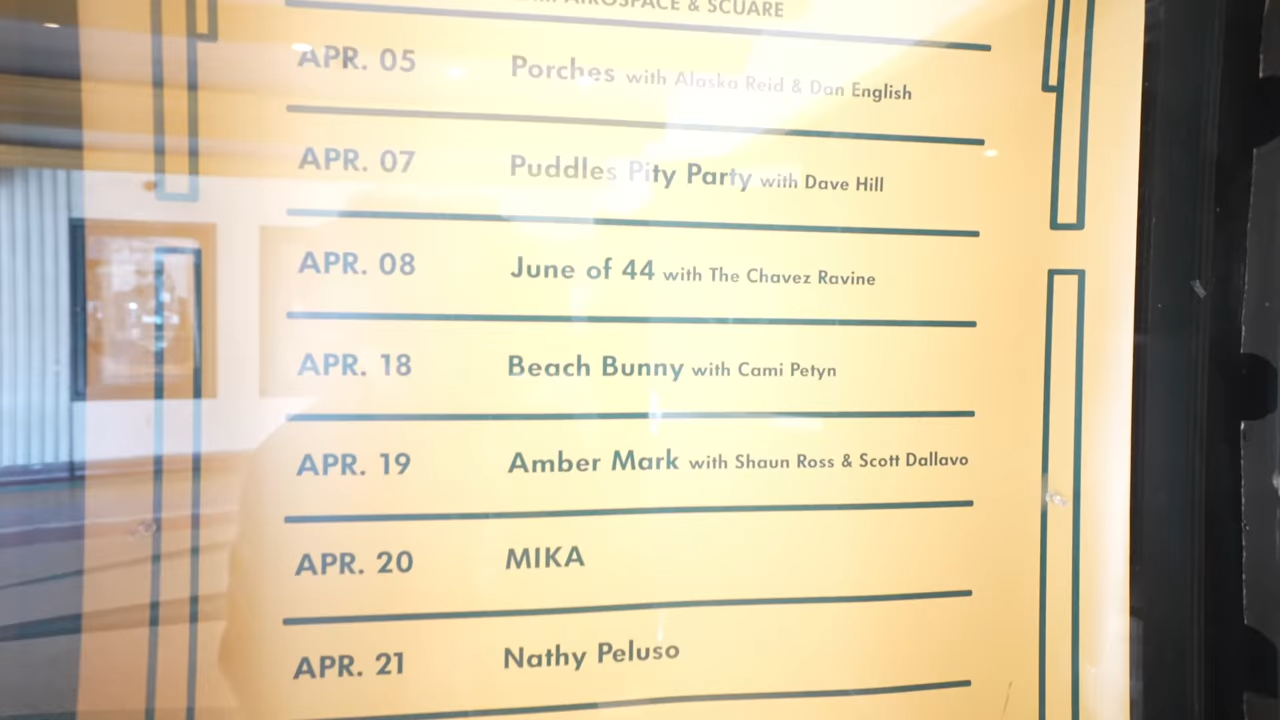 AIROSPACE & SCUARE
APR. 05 Porches with Alaska Reid & Dan English
APR. 07 Puddles Pity Party with Dave Hill
APR. 08 June of 44 with The Chavez Ravine
APR. 18 Beach Bunny with Cami Petyn
APR. 19 Amber Mark with Shaun Ross & Scott Dallavo
APR. 20 MIKA
APR. 21 Nathy Peluso